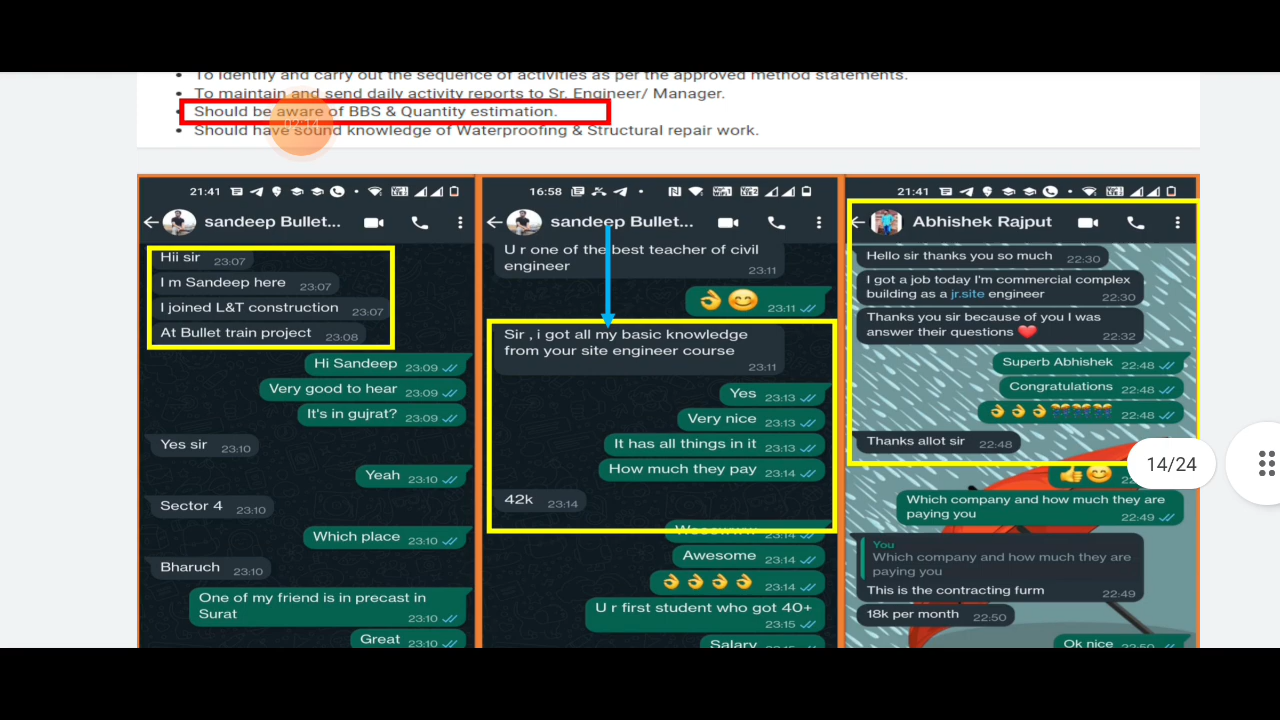 To identify and carry out the sequence of activities as per the approved method statements.
To maintain and send daily activity reports to Sr. Engineer/ Manager.
Should be aware of BBS & Quantity estimation.
02:14
Should have sound knowledge of Waterproofing & Structural repair work.
21:41
sandeep Bullet...
Hii sir 23:07
I m Sandeep here 23:07
I joined L&T construction 23:07
At Bullet train project 23:08
Hi Sandeep 23:09
Very good to hear 23:09
It's in gujrat? 23:09
Yes sir 23:10
Yeah 23:10
Sector 4 23:10
Which place 23:10
Bharuch 23:10
One of my friend is in precast in
Surat 23:10
Great 23:10
16:58
sandeep Bullet...
U r one of the best teacher of civil
engineer 23:11
👌😊 23:11
Sir , i got all my basic knowledge
from your site engineer course
23:11
Yes 23:13
Very nice 23:13
It has all things in it 23:13
How much they pay 23:14
42k 23:14
23:14
Awesome 23:14
👌👌👌👌 23:14
U r first student who got 40+
23:15
Salary 23:15
21:41
Abhishek Rajput
Hello sir thanks you so much 22:30
I got a job today I'm commercial complex
building as a jr.site engineer 22:30
Thanks you sir because of you I was
answer their questions ❤ 22:32
Superb Abhishek 22:48
Congratulations 22:48
22:48
Thanks allot sir 22:48
14/24
👍😊
Which company and how much they are
paying you 22:49
You
Which company and how much they are
paying you
This is the contracting furm 22:49
18k per month 22:50
Ok nice 22:50